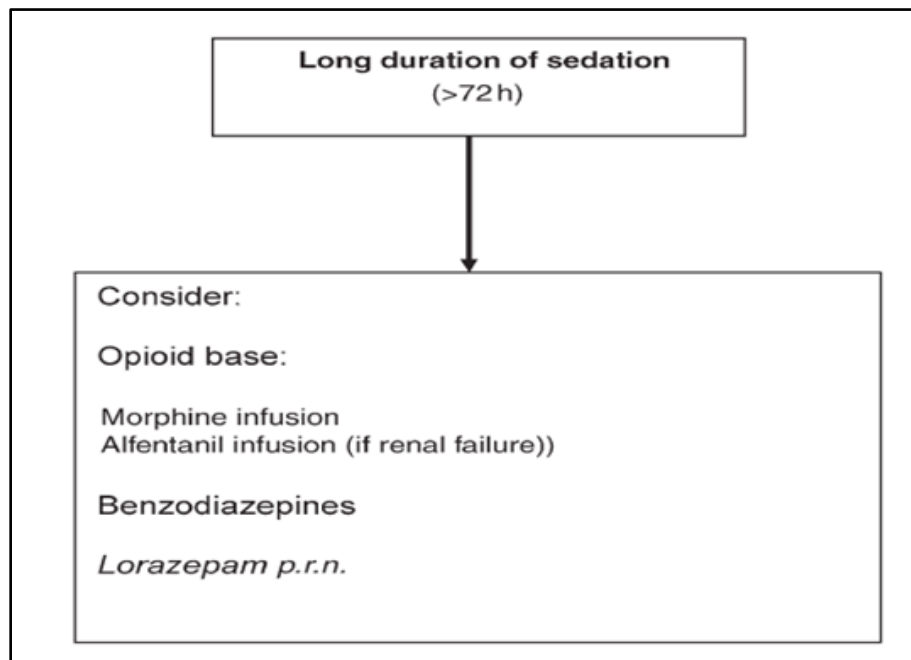 Long duration of sedation
(>72 h)
Consider:
Opioid base:
Morphine infusion
Alfentanil infusion (if renal failure))
Benzodiazepines
Lorazepam p.r.n.